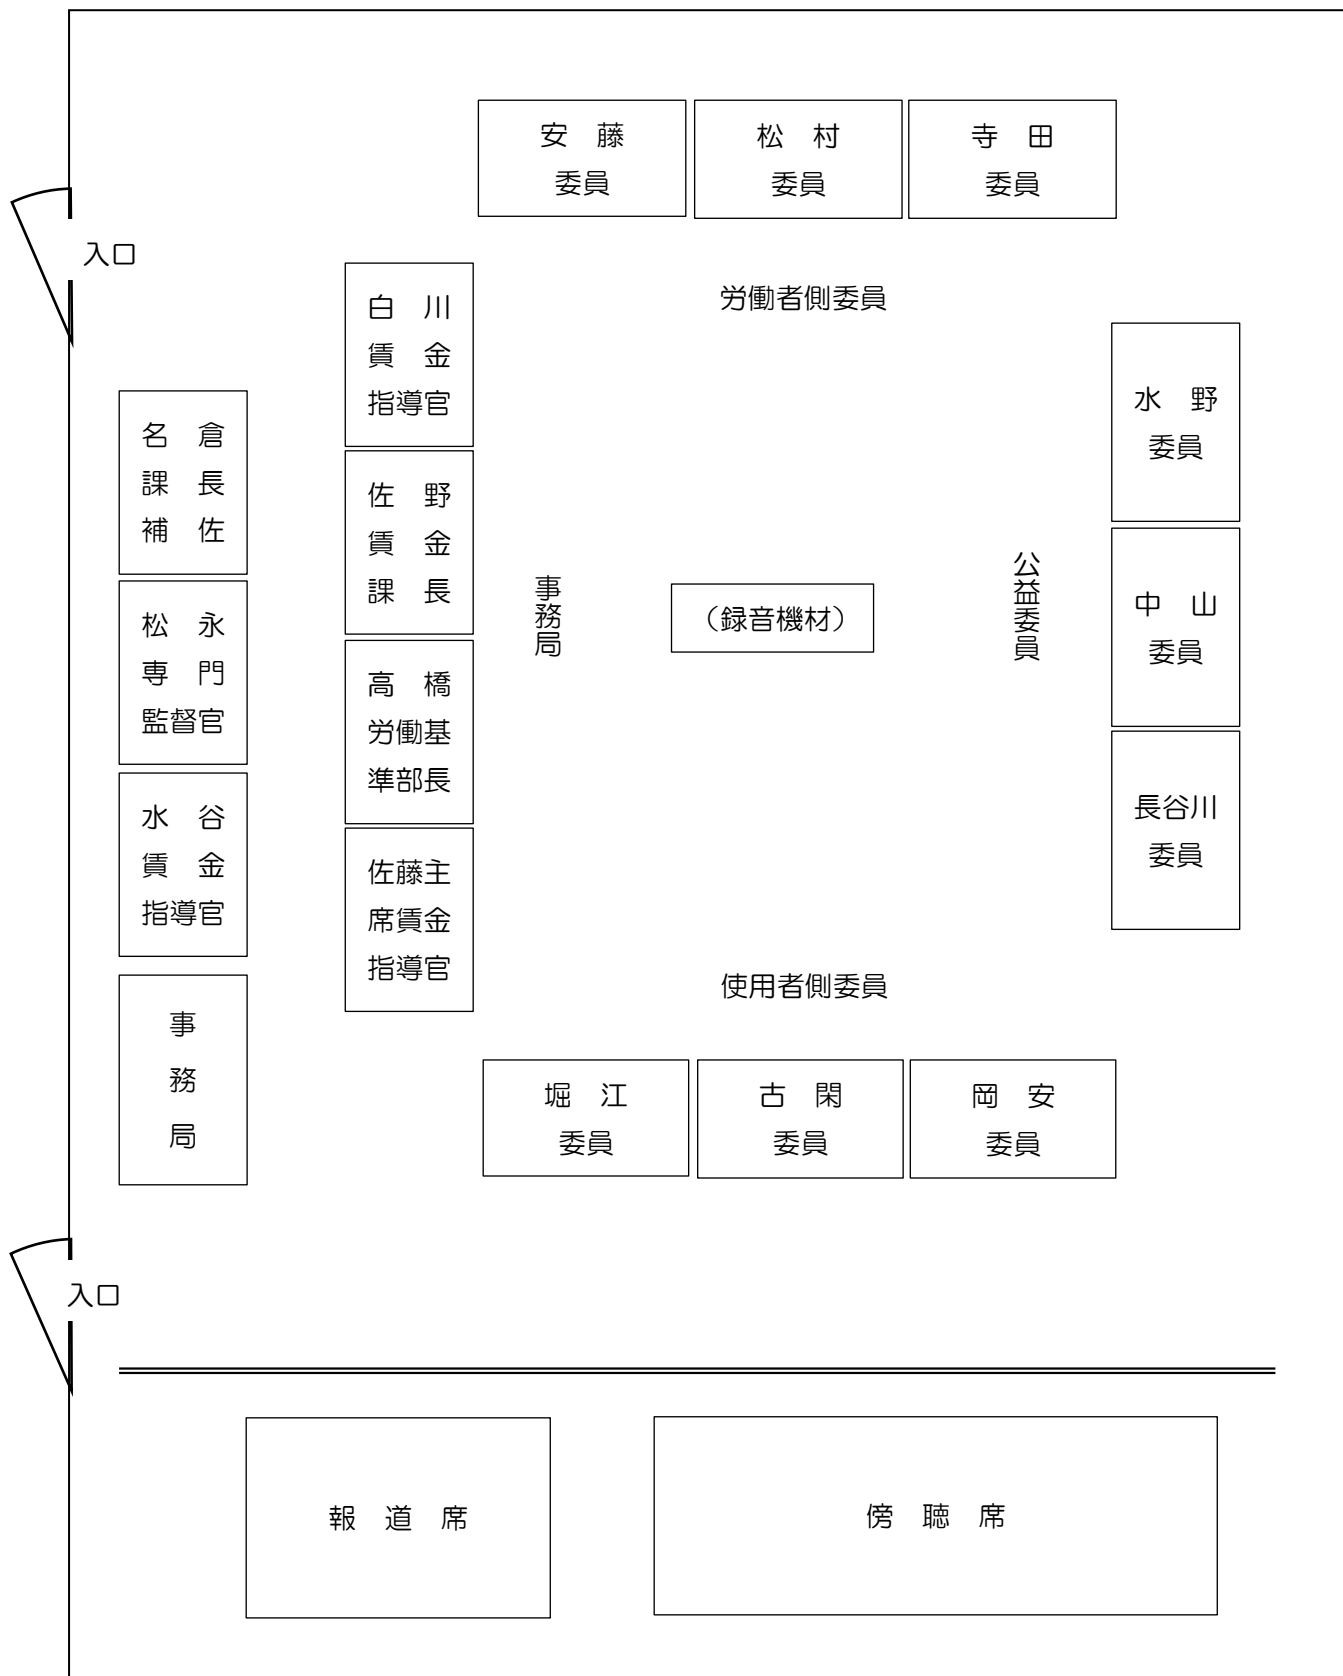 安　藤
委員
松　村
委員
寺　田
委員
入口
労働者側委員
白　川
賃　金
指導官
水　野
委員
名　倉
課　長
補　佐
佐　野
賃　金
課　長
事務局
（録音機材）
公益委員
中　山
委員
松　永
専　門
監督官
高　橋
労働基
準部長
長谷川
委員
水　谷
賃　金
指導官
佐藤主
席賃金
指導官
使用者側委員
事
務
局
堀　江
委員
古　閑
委員
岡　安
委員
入口
報　道　席
傍　聴　席